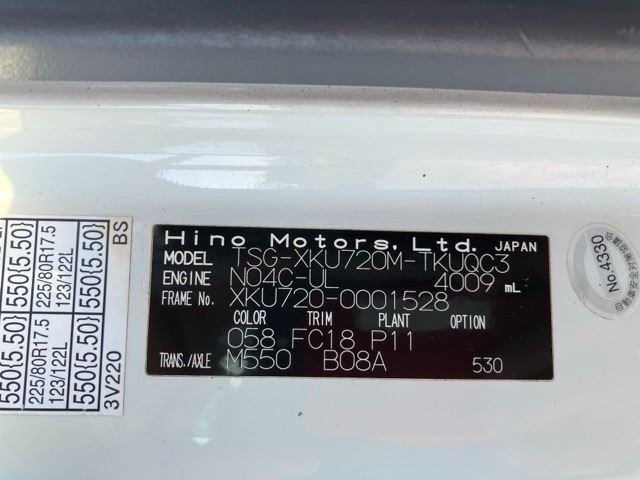 Hino Motors, Ltd. JAPAN
MODEL TSG-XKU720M-TKUQC3
ENGINE N04C-UL 4009 mL
FRAME No. XKU720-0001528
COLOR TRIM PLANT OPTION
058 FC18 P11
TRANS./AXLE M550 B08A 530
550{5.50} 550{5.50}
225/80R17.5 225/80R17.5
123/122L 123/122L
550{5.50} 550{5.50}
3V220 BS
No.430